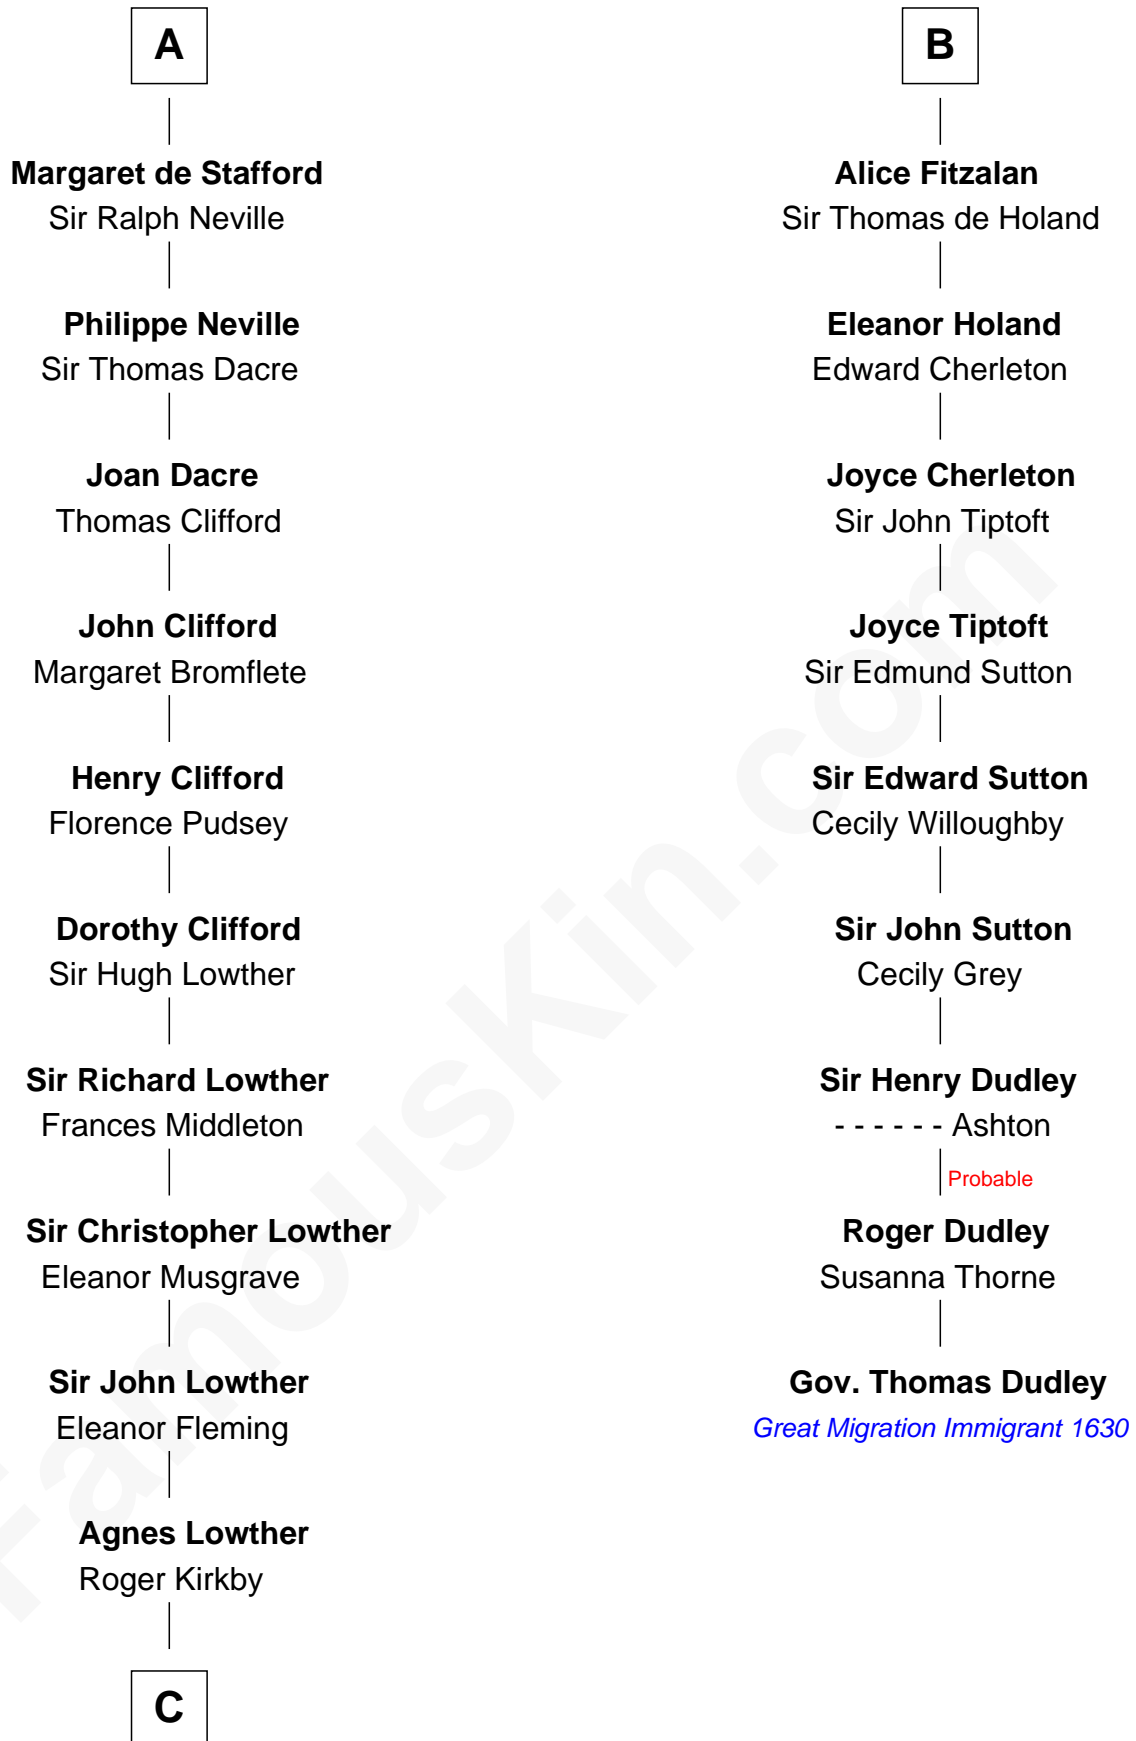 A
Margaret de Stafford
Sir Ralph Neville
Philippe Neville
Sir Thomas Dacre
Joan Dacre
Thomas Clifford
John Clifford
Margaret Bromflete
Henry Clifford
Florence Pudsey
Dorothy Clifford
Sir Hugh Lowther
Sir Richard Lowther
Frances Middleton
Sir Christopher Lowther
Eleanor Musgrave
Sir John Lowther
Eleanor Fleming
Agnes Lowther
Roger Kirkby
C
B
Alice Fitzalan
Sir Thomas de Holand
Eleanor Holand
Edward Cherleton
Joyce Cherleton
Sir John Tiptoft
Joyce Tiptoft
Sir Edmund Sutton
Sir Edward Sutton
Cecily Willoughby
Sir John Sutton
Cecily Grey
Sir Henry Dudley
- - - - - - Ashton
Probable
Roger Dudley
Susanna Thorne
Gov. Thomas Dudley
Great Migration Immigrant 1630
FamousKin.com